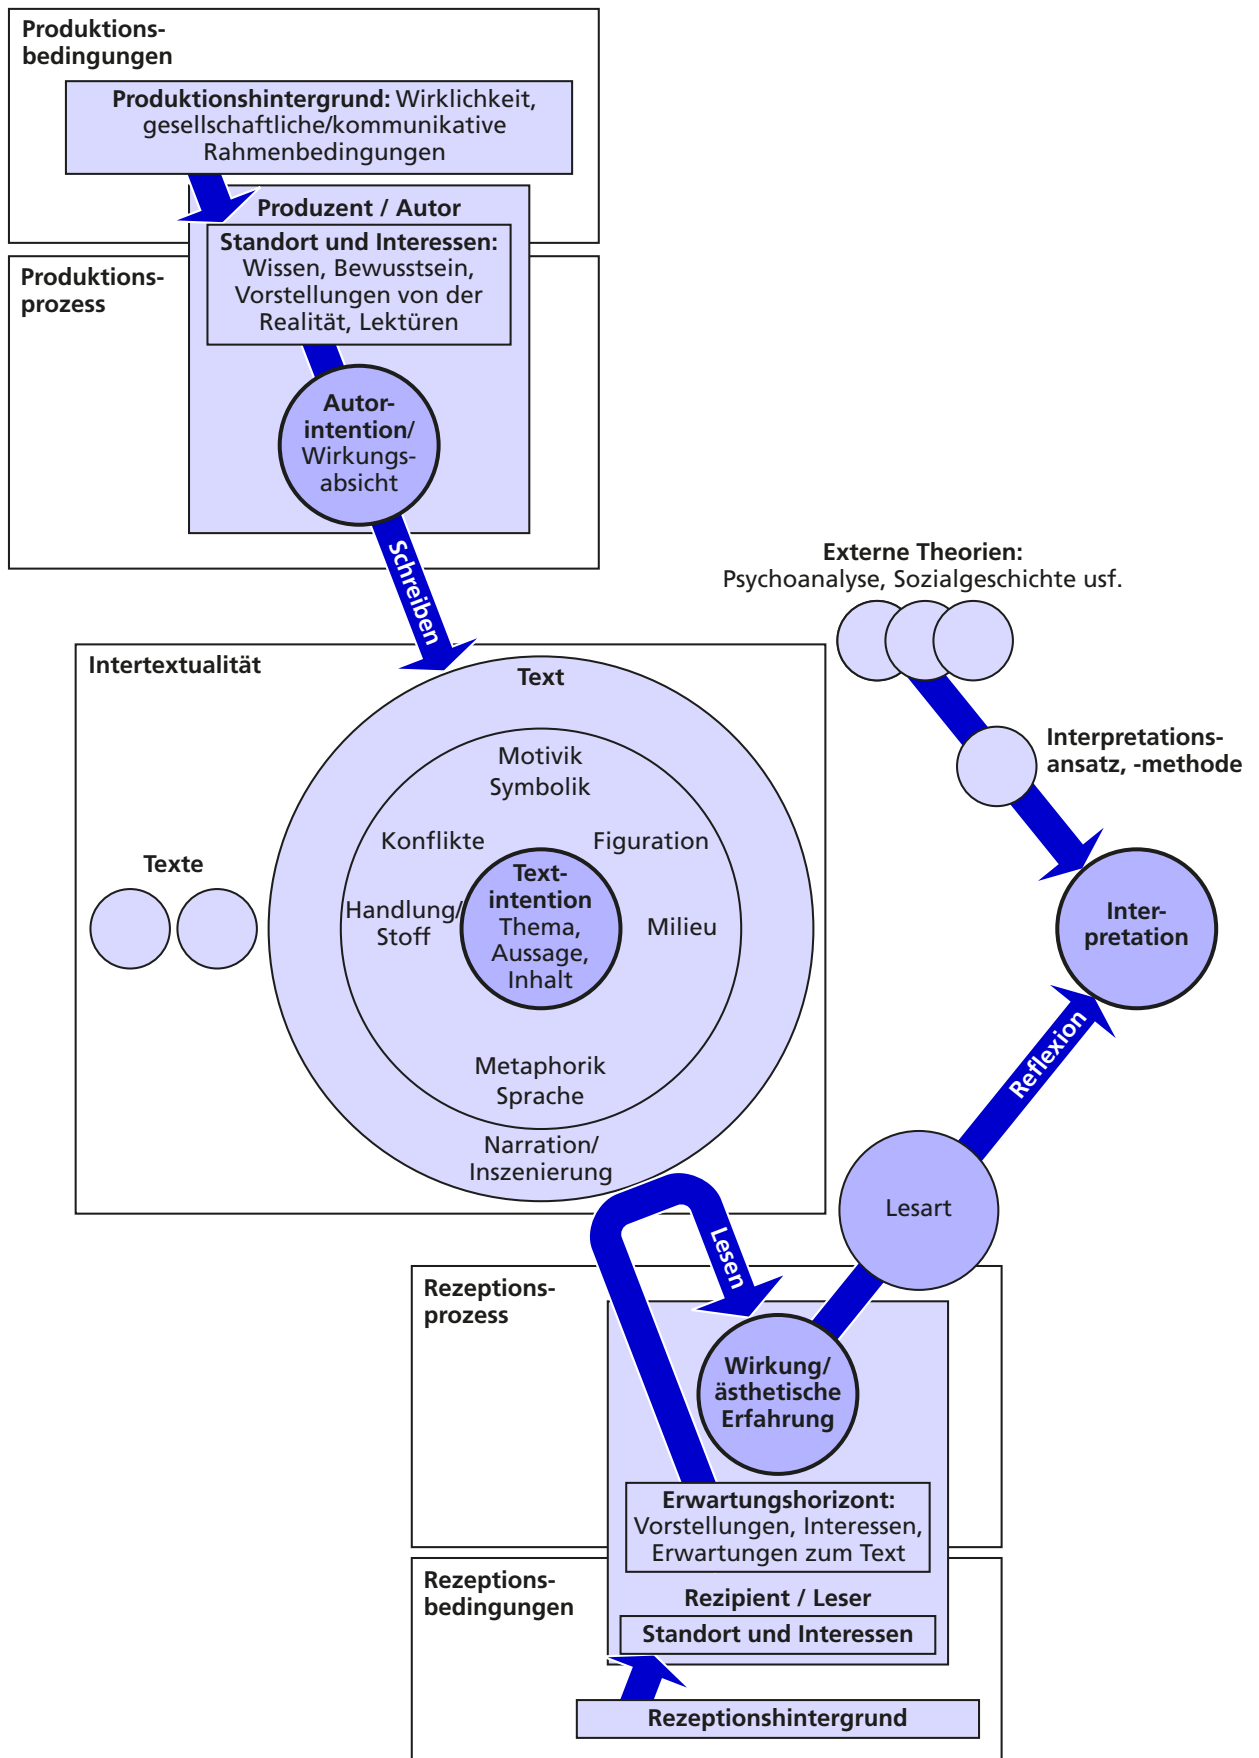 Produktions-
bedingungen
Produktionshintergrund: Wirklichkeit,
gesellschaftliche/kommunikative
Rahmenbedingungen
Produzent / Autor
Standort und Interessen:
Wissen, Bewusstsein,
Vorstellungen von der
Realität, Lektüren
Produktions-
prozess
Autor-
intention/
Wirkungs-
absicht
Schreiben
Externe Theorien:
Psychoanalyse, Sozialgeschichte usf.
Interpretations-
ansatz, -methode
Inter-
pretation
Intertextualität
Text
Motivik
Symbolik
Konflikte
Figuration
Texte
Text-
intention
Thema,
Aussage,
Inhalt
Handlung/
Stoff
Milieu
Metaphorik
Sprache
Narration/
Inszenierung
Reflexion
Lesart
Lesen
Rezeptions-
prozess
Wirkung/
ästhetische
Erfahrung
Erwartungshorizont:
Vorstellungen, Interessen,
Erwartungen zum Text
Rezeptions-
bedingungen
Rezipient / Leser
Standort und Interessen
Rezeptionshintergrund